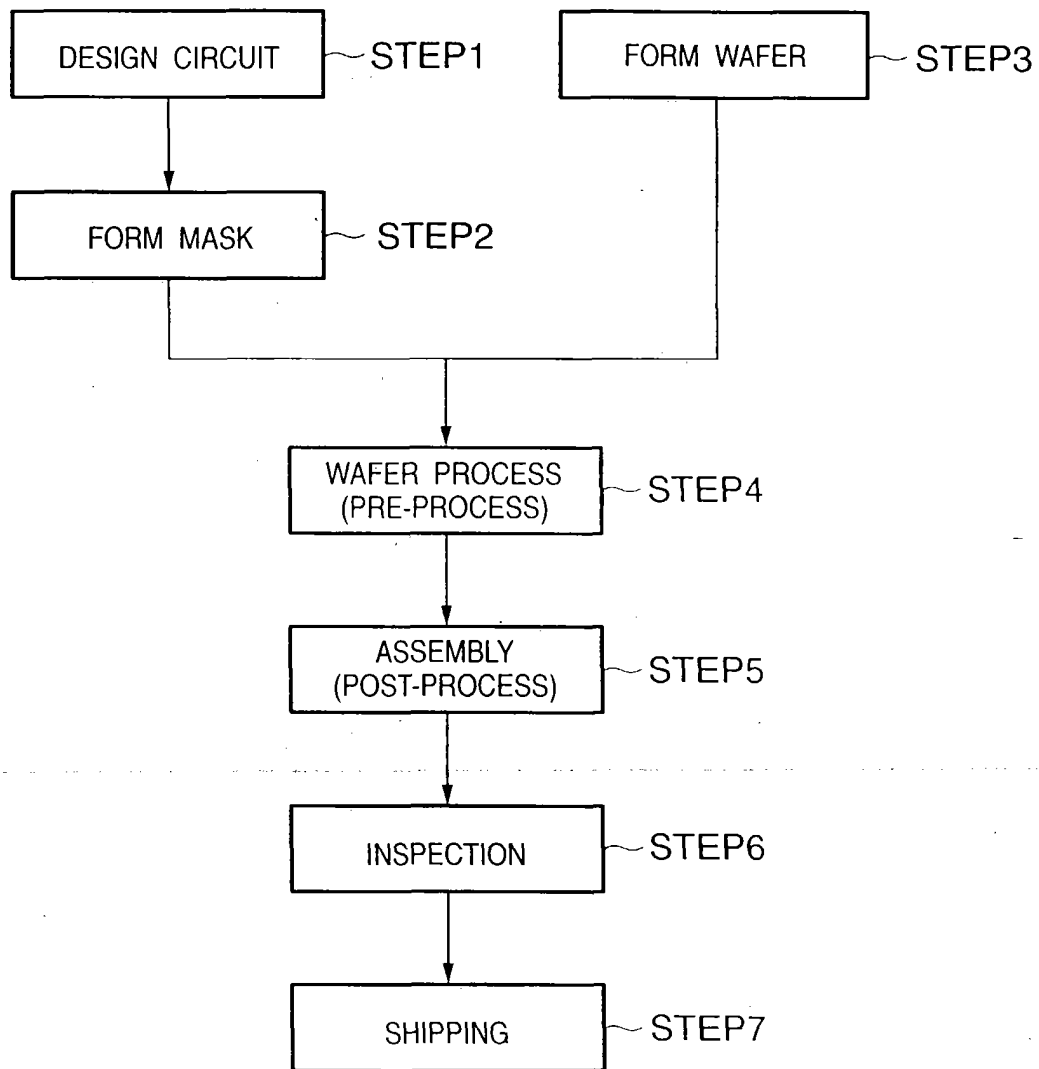 DESIGN CIRCUIT
STEP1
FORM WAFER
STEP3
FORM MASK
STEP2
WAFER PROCESS
(PRE-PROCESS)
STEP4
ASSEMBLY
(POST-PROCESS)
STEP5
INSPECTION
STEP6
SHIPPING
STEP7